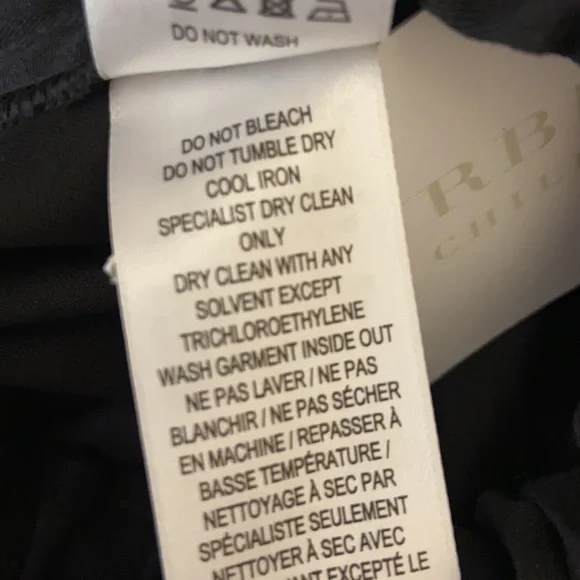 DO NOT WASH
DO NOT BLEACH
DO NOT TUMBLE DRY
COOL IRON
SPECIALIST DRY CLEAN
ONLY
DRY CLEAN WITH ANY
SOLVENT EXCEPT
TRICHLOROETHYLENE
WASH GARMENT INSIDE OUT
NE PAS LAVER / NE PAS
BLANCHIR / NE PAS SÉCHER
EN MACHINE / REPASSER À
BASSE TEMPÉRATURE /
NETTOYAGE À SEC PAR
SPÉCIALISTE SEULEMENT
NETTOYER À SEC AVEC
EXCEPTÉ LE